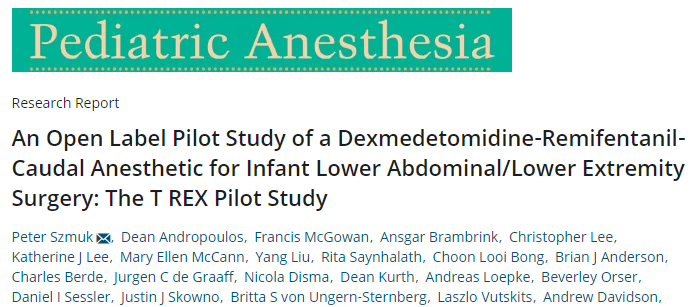 Pediatric Anesthesia
Research Report
An Open Label Pilot Study of a Dexmedetomidine-Remifentanil-
Caudal Anesthetic for Infant Lower Abdominal/Lower Extremity
Surgery: The T REX Pilot Study
Peter Szmuk, Dean Andropoulos, Francis McGowan, Ansgar Brambrink, Christopher Lee,
Katherine J Lee, Mary Ellen McCann, Yang Liu, Rita Saynhalath, Choon Looi Bong, Brian J Anderson,
Charles Berde, Jurgen C de Graaff, Nicola Disma, Dean Kurth, Andreas Loepke, Beverley Orser,
Daniel I Sessler, Justin J Skowno, Britta S von Ungern-Sternberg, Laszlo Vutskits, Andrew Davidson,